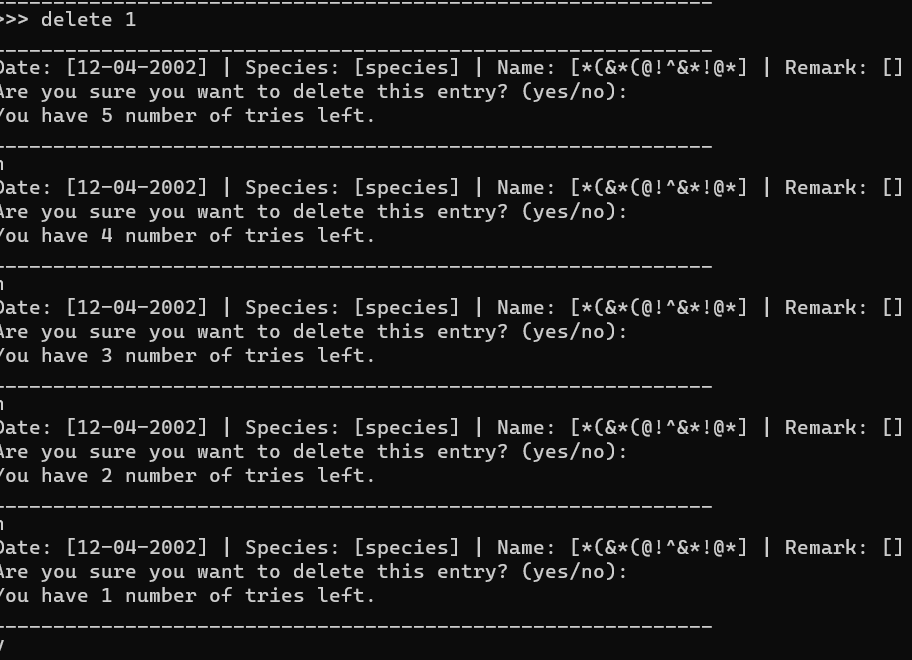 >>> delete 1
Date: [12-04-2002] | Species: [species] | Name: [*(&*(@!^&*!@*] | Remark: []
Are you sure you want to delete this entry? (yes/no):
You have 5 number of tries left.
n
Date: [12-04-2002] | Species: [species] | Name: [*(&*(@!^&*!@*] | Remark: []
Are you sure you want to delete this entry? (yes/no):
You have 4 number of tries left.
n
Date: [12-04-2002] | Species: [species] | Name: [*(&*(@!^&*!@*] | Remark: []
Are you sure you want to delete this entry? (yes/no):
You have 3 number of tries left.
n
Date: [12-04-2002] | Species: [species] | Name: [*(&*(@!^&*!@*] | Remark: []
Are you sure you want to delete this entry? (yes/no):
You have 2 number of tries left.
n
Date: [12-04-2002] | Species: [species] | Name: [*(&*(@!^&*!@*] | Remark: []
Are you sure you want to delete this entry? (yes/no):
You have 1 number of tries left.